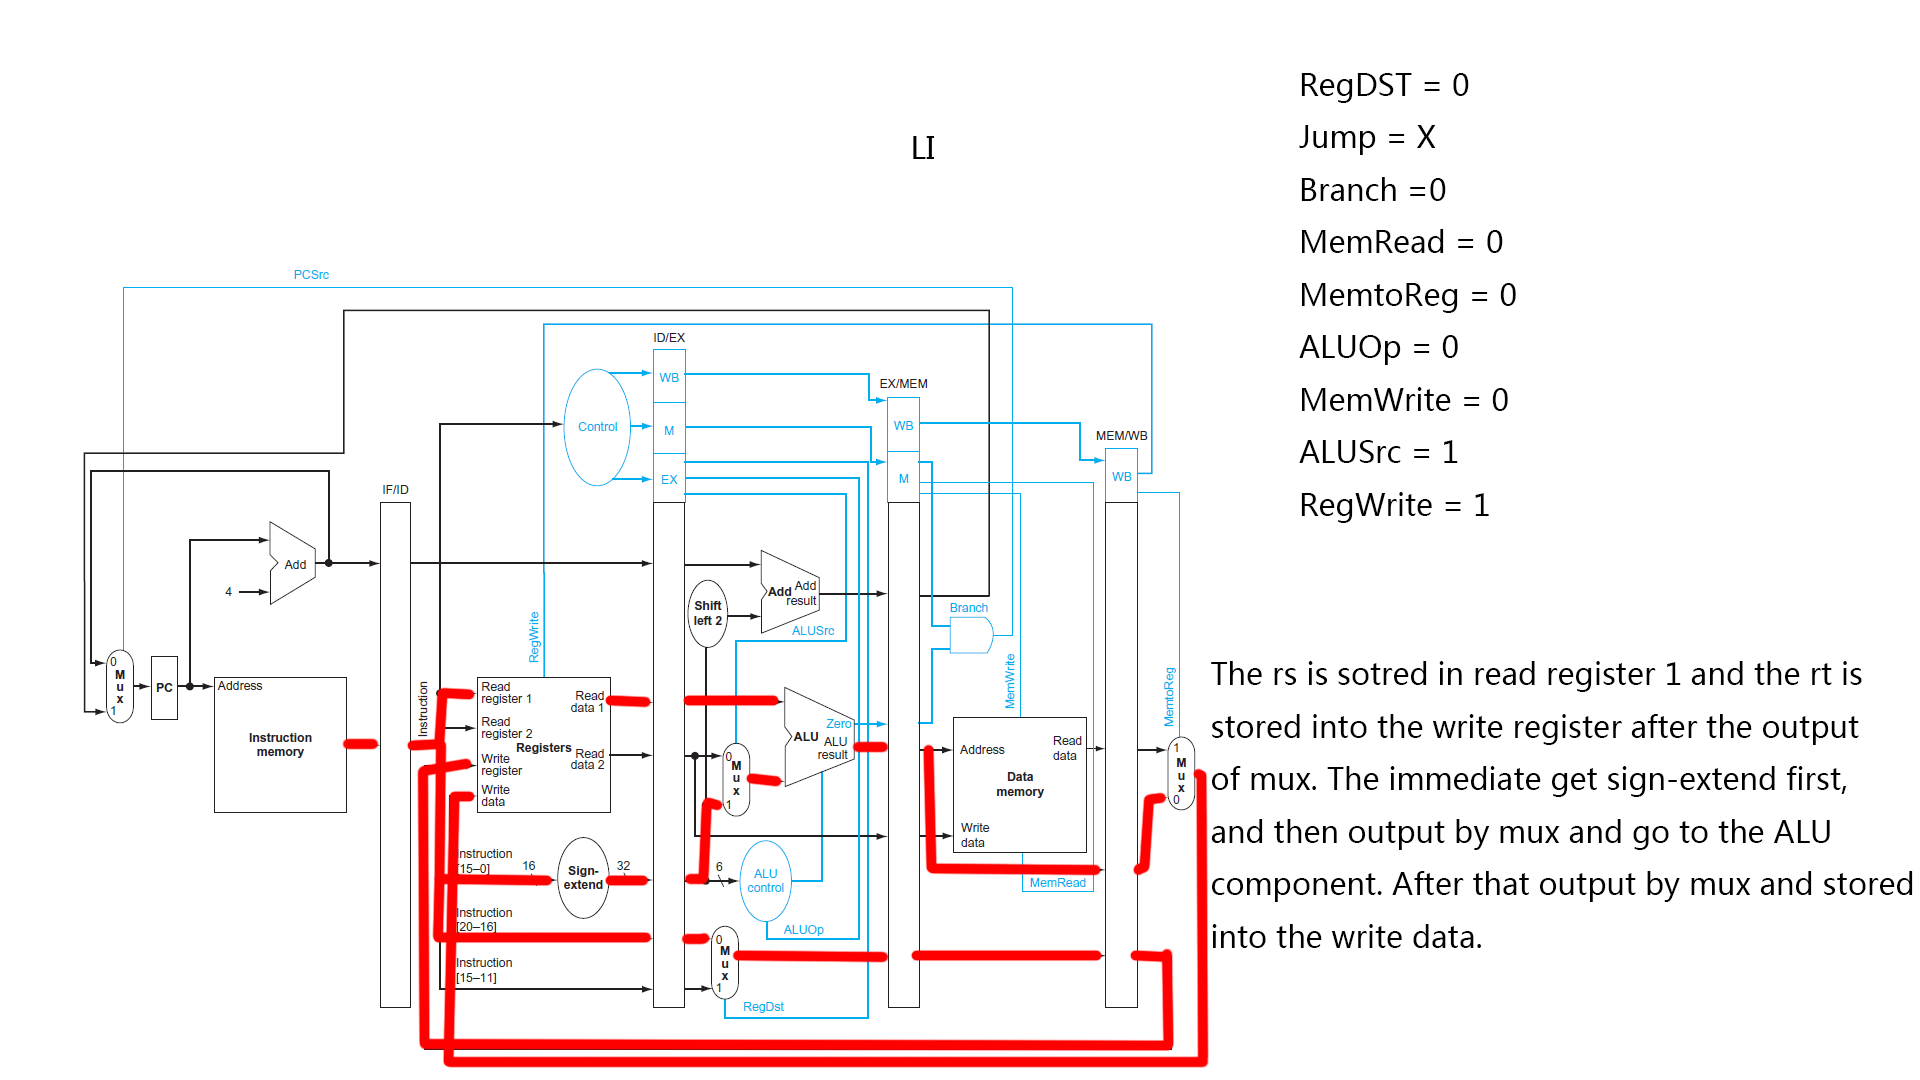 LI
RegDST = 0
Jump = X
Branch =0
MemRead = 0
MemtoReg = 0
ALUOp = 0
MemWrite = 0
ALUSrc = 1
RegWrite = 1
PCSrc
ID/EX
WB
M
EX
Control
EX/MEM
WB
M
MEM/WB
WB
IF/ID
Add
4
Shift
left 2
Add
Add
result
ALUSrc
Branch
RegWrite
MemWrite
MemtoReg
Instruction
0
M
u
x
1
PC
Address
Instruction
memory
Read
register 1
Read
register 2
Write
register
Write
data
Registers
Read
data 1
Read
data 2
0
M
u
x
1
Zero
ALU
ALU
result
Address
Read
data
Data
memory
Write
data
1
M
u
x
0
Instruction
[15–0]
16
Sign-
extend
32
6
ALU
control
MemRead
ALUOp
Instruction
[20–16]
Instruction
[15–11]
0
M
u
x
1
RegDst
The rs is sotred in read register 1 and the rt is
stored into the write register after the output
of mux. The immediate get sign-extend first,
and then output by mux and go to the ALU
component. After that output by mux and stored
into the write data.